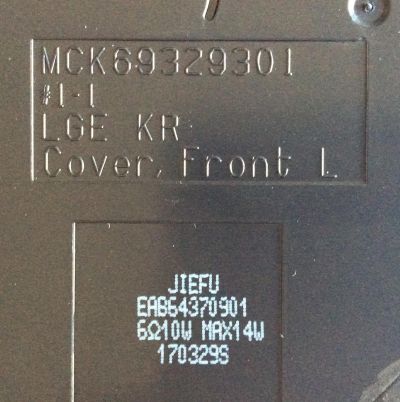 MCK69329301
#1-1
LGE KR
Cover, Front L
JIEFU
EAB64370901
6Ω10W MAX14W
170329S